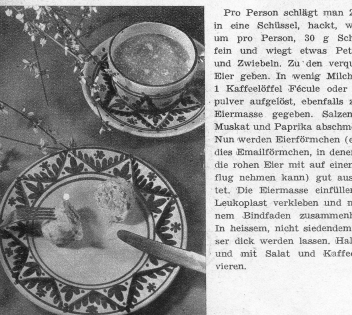 Pro Person schlägt man 2
in eine Schüssel, hackt, w
um pro Person, 30 g Sch
fein und wiegt etwas Pet
und Zwiebeln. Zu den verqu
Eier geben. In wenig Milch
1 Kaffeelöffel Fécule oder
pulver aufgelöst, ebenfalls
Eiermasse gegeben. Salzen
Muskat und Paprika abschm
Nun werden Eierförmchen (e
dies Emailförmchen, in denen
die rohen Eier mit auf einem
flug nehmen kann) gut aus
tet. Die Eiermasse einfüllen
Leukoplast verkleben und m
nem Bindfaden zusammenh
In heissem, nicht siedendem
ser dick werden lassen. Hal
und mit Salat und Kaffee
vieren.